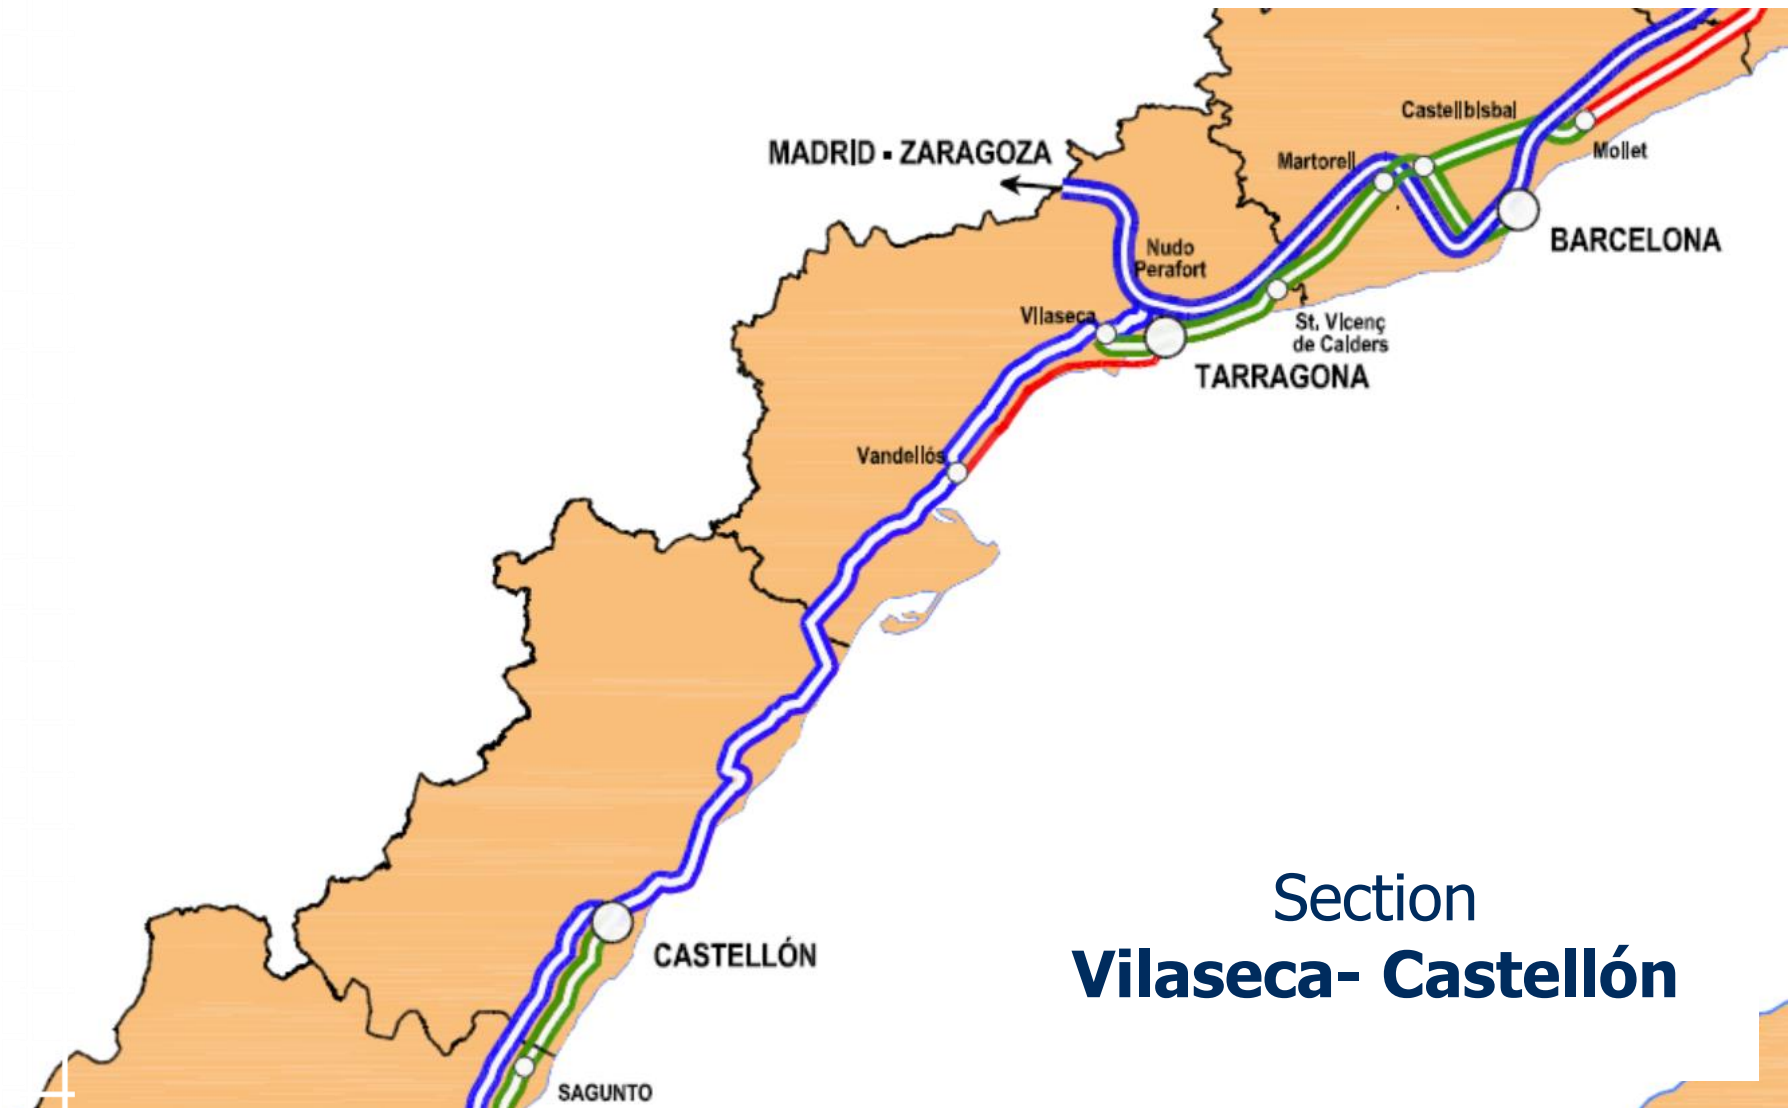 Castellbisbal
MADRID - ZARAGOZA
Martorell
Mollet
BARCELONA
Nudo
Perafort
Vilaseca
St. Vicenç
de Calders
TARRAGONA
Vandellós
Section
Vilaseca- Castellón
CASTELLÓN
SAGUNTO